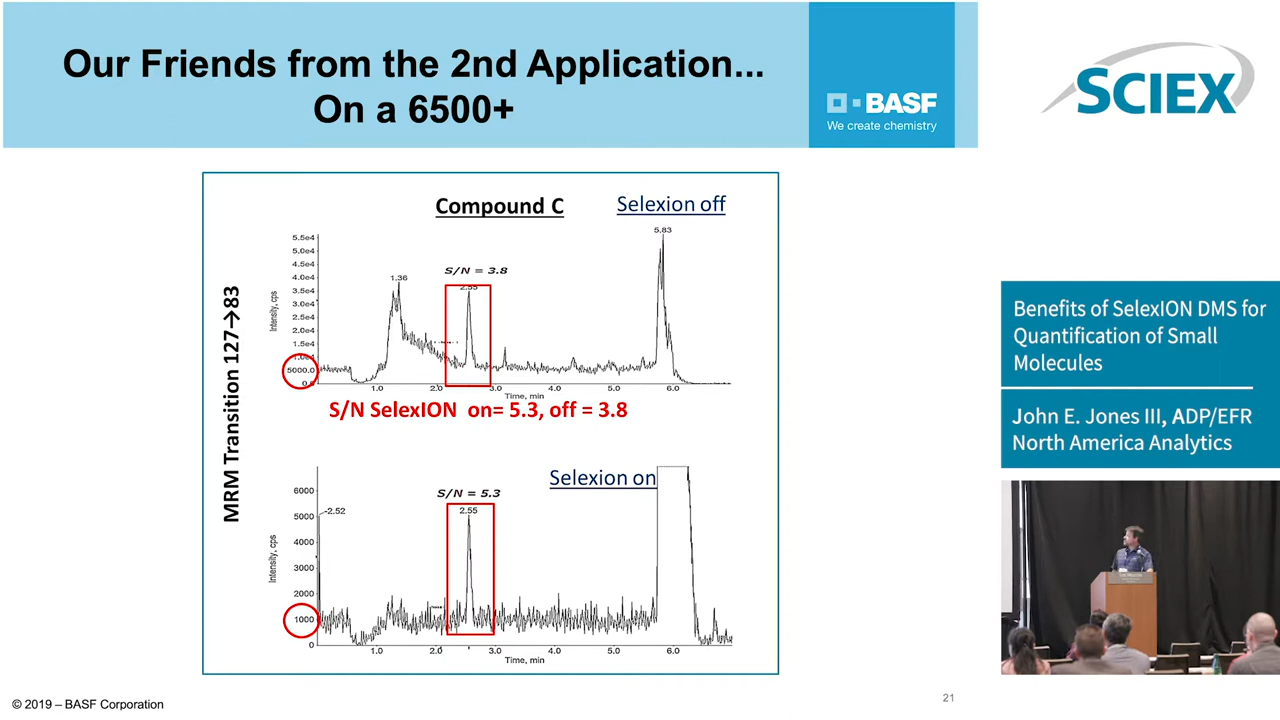 Our Friends from the 2nd Application...
On a 6500+
BASF
We create chemistry
SCIEX
MRM Transition 127→83
Compound C
Selexion off
Intensity, cps
5.5e4
5.0e4
4.5e4
4.0e4
3.5e4
3.0e4
2.5e4
2.0e4
1.5e4
1.0e4
5000.0
0.0
1.36
S/N = 3.8
2.55
5.83
1.0
2.0
3.0
4.0
5.0
6.0
Time, min
S/N SelexION on= 5.3, off = 3.8
Selexion on
Intensity, cps
6000
5000
4000
3000
2000
1000
0
2.52
S/N = 5.3
2.55
1.0
2.0
3.0
4.0
5.0
6.0
Time, min
Benefits of SelexION DMS for
Quantification of Small
Molecules
John E. Jones III, ADP/EFR
North America Analytics
© 2019 – BASF Corporation
21